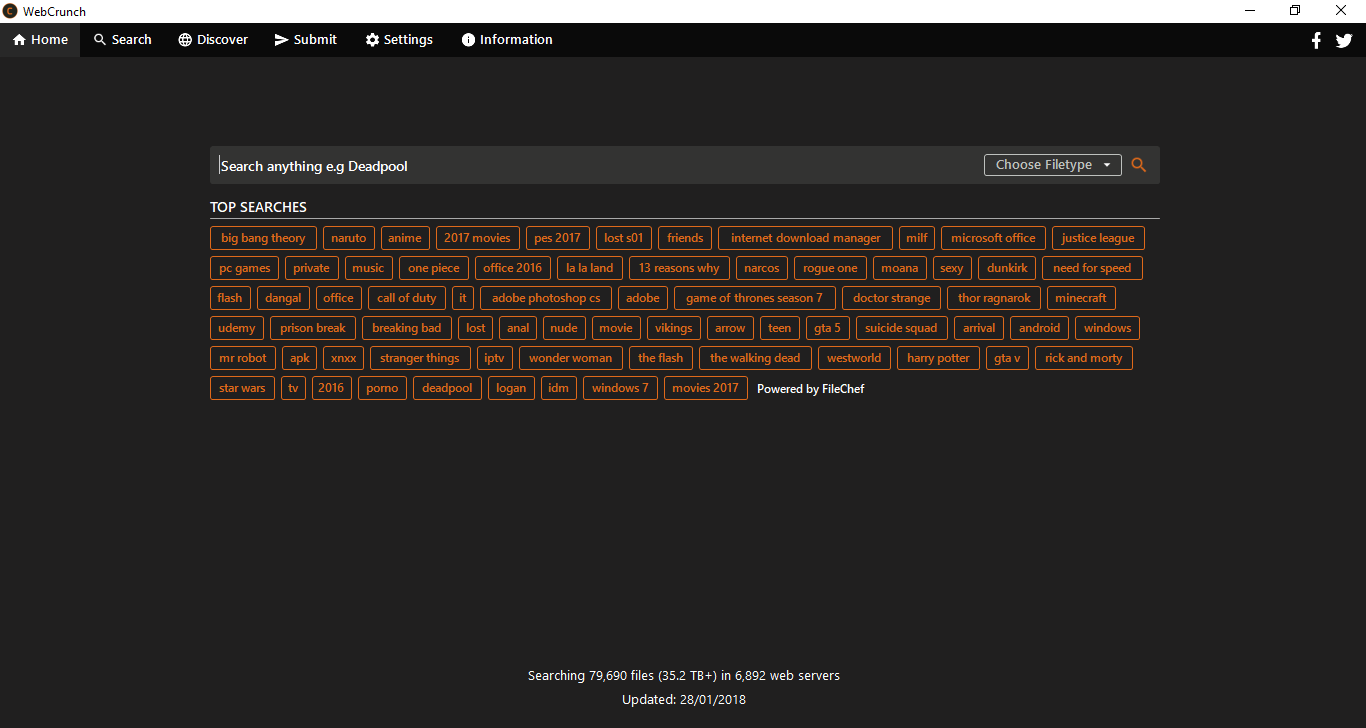 C WebCrunch
Home Search Discover Submit Settings Information
Search anything e.g Deadpool Choose Filetype
TOP SEARCHES
big bang theory naruto anime 2017 movies pes 2017 lost s01 friends internet download manager milf microsoft office justice league
pc games private music one piece office 2016 la la land 13 reasons why narcos rogue one moana sexy dunkirk need for speed
flash dangal office call of duty it adobe photoshop cs adobe game of thrones season 7 doctor strange thor ragnarok minecraft
udemy prison break breaking bad lost anal nude movie vikings arrow teen gta 5 suicide squad arrival android windows
mr robot apk xnxx stranger things iptv wonder woman the flash the walking dead westworld harry potter gta v rick and morty
star wars tv 2016 porno deadpool logan idm windows 7 movies 2017 Powered by FileChef
Searching 79,690 files (35.2 TB+) in 6,892 web servers
Updated: 28/01/2018